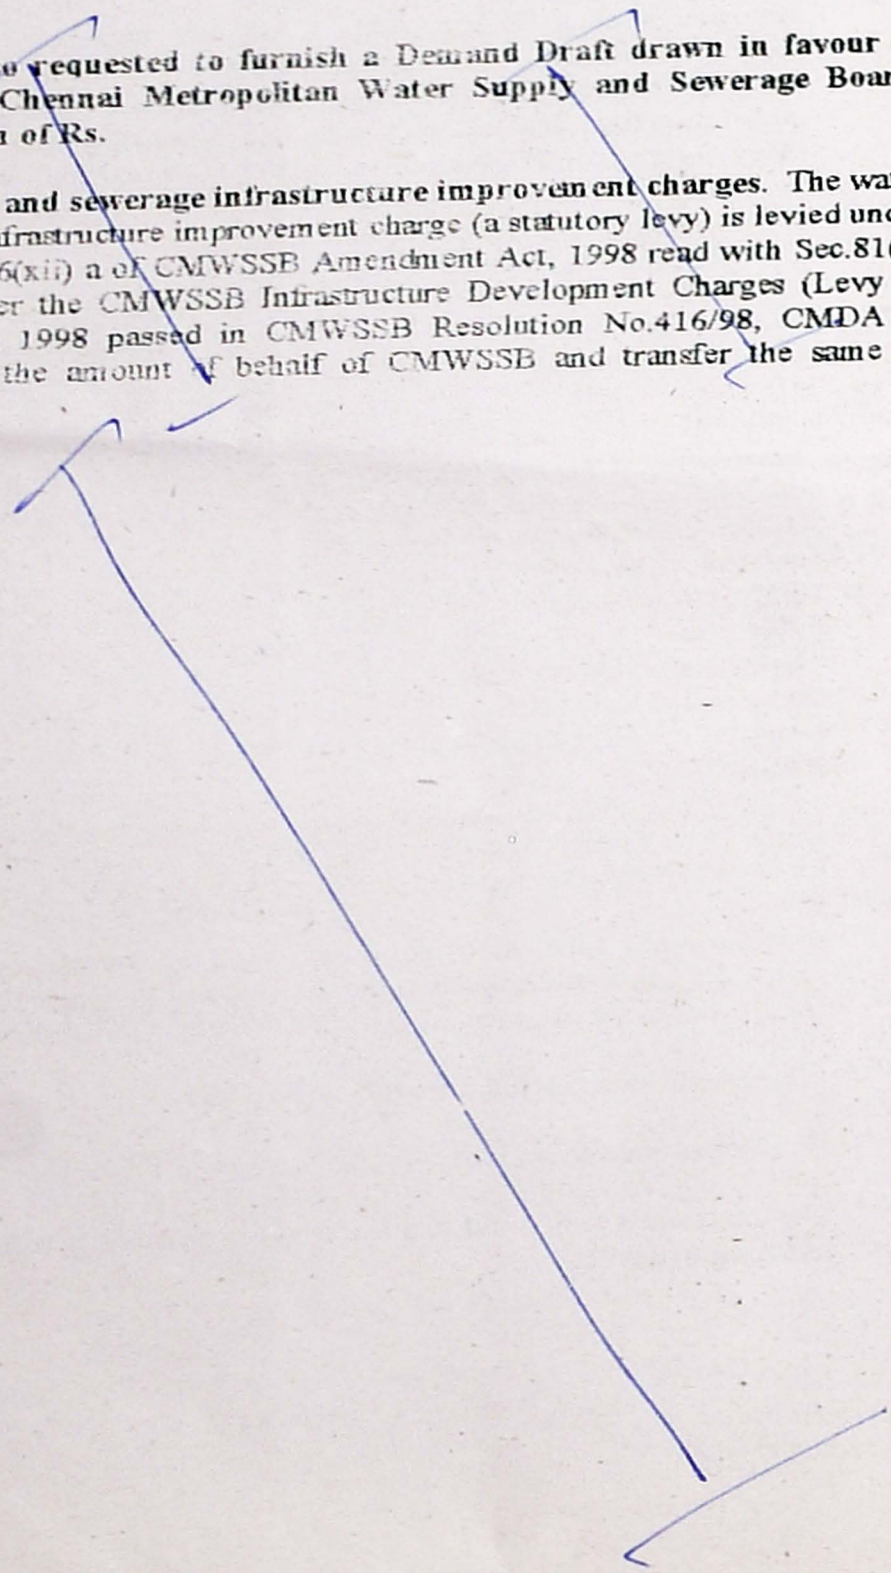 requested to furnish a Demand Draft drawn in favour
Chennai Metropolitan Water Supply and Sewerage Boar
of Rs.
and sewerage infrastructure improvement charges. The wa
frastructure improvement charge (a statutory levy) is levied und
6(xii) a of CMWSSB Amendment Act, 1998 read with Sec.81(
er the CMWSSB Infrastructure Development Charges (Levy
1998 passed in CMWSSB Resolution No.416/98, CMDA
the amount of behalf of CMWSSB and transfer the same